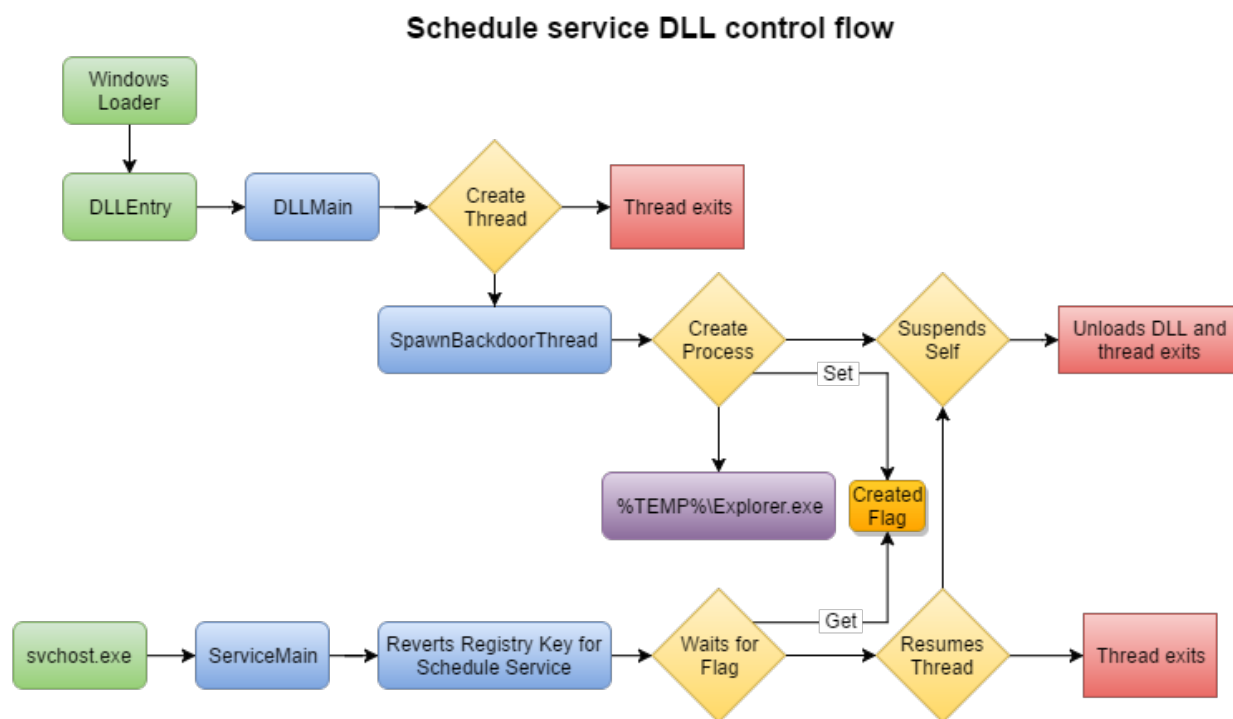 Schedule service DLL control flow
Windows
Loader
DLLEntry
DLLMain
Create
Thread
Thread exits
SpawnBackdoorThread
Create
Process
Suspends
Self
Unloads DLL and
thread exits
Set
%TEMP%\Explorer.exe
Created
Flag
Get
svchost.exe
ServiceMain
Reverts Registry Key for
Schedule Service
Waits for
Flag
Resumes
Thread
Thread exits